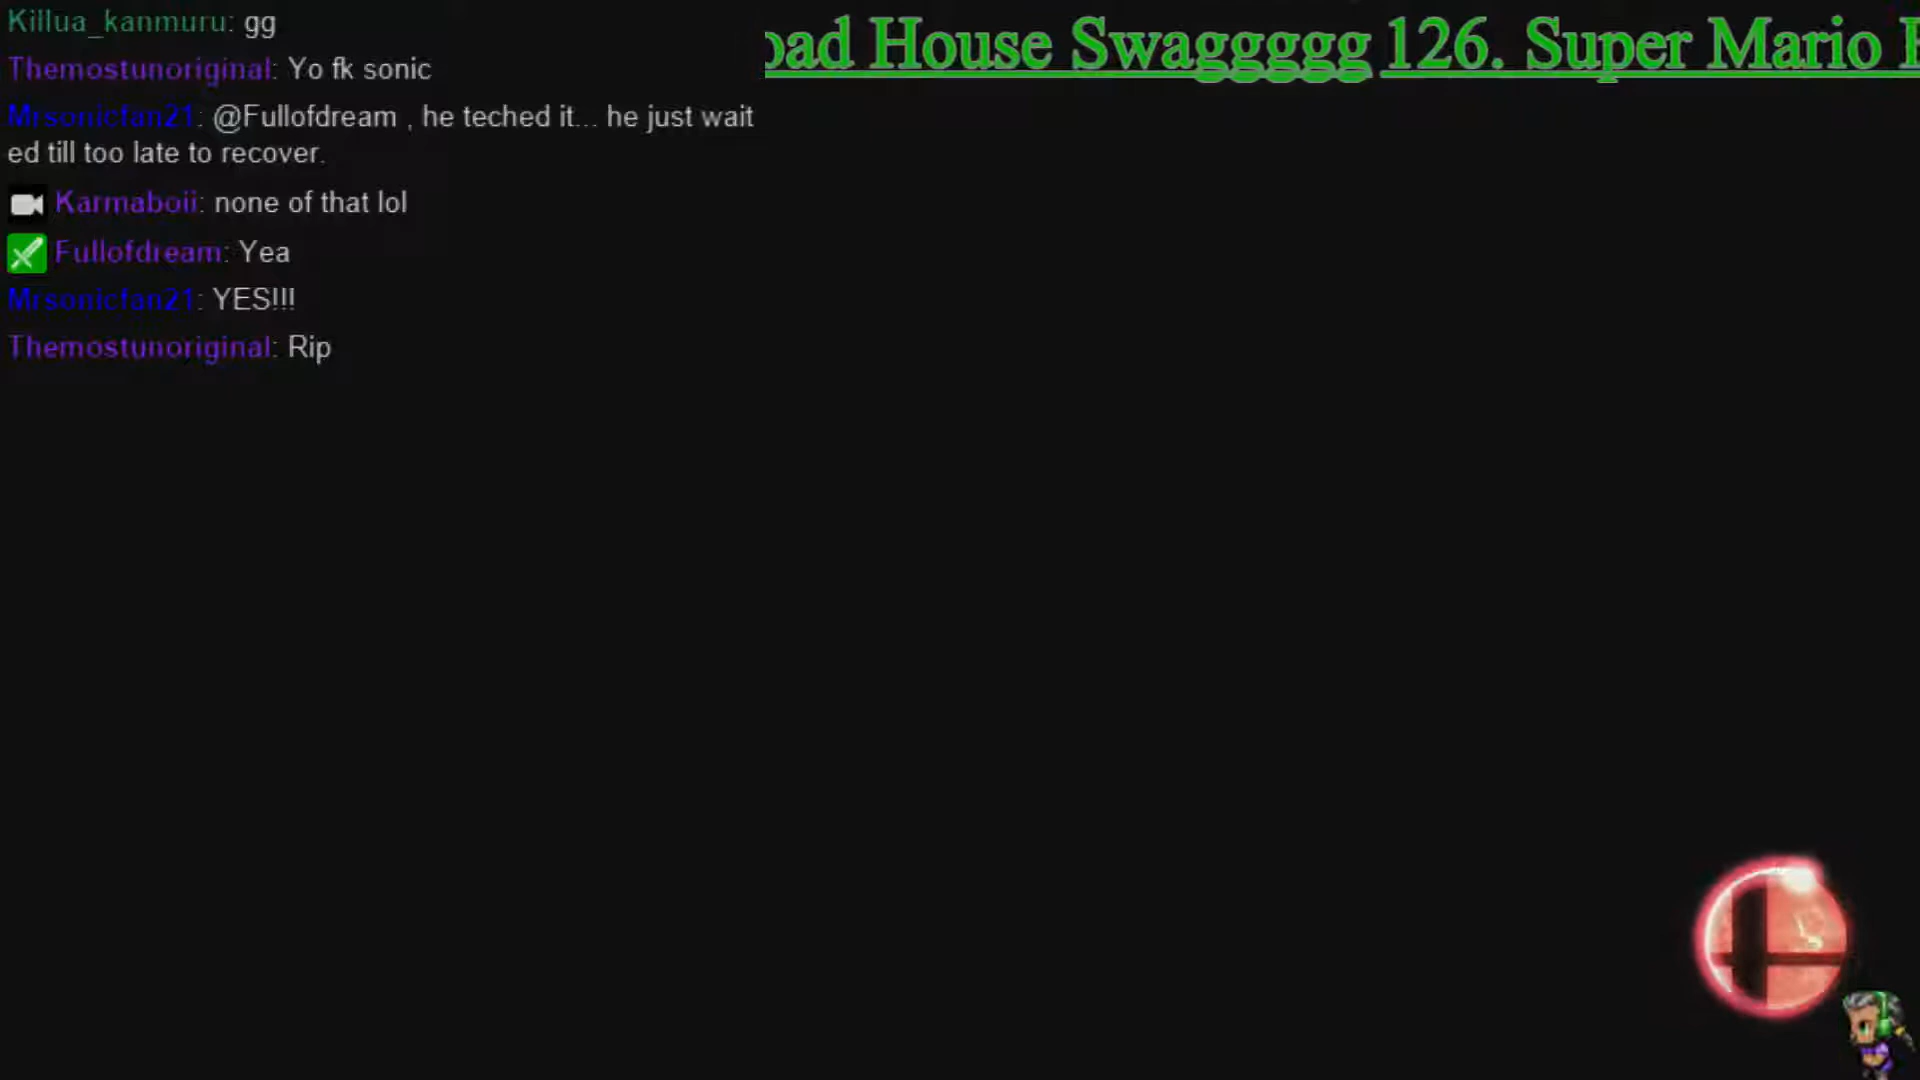 Killua_kanmuru: gg
Themostunoriginal: Yo fk sonic
Mrsonicfan21: @Fullofdream , he teched it... he just wait
ed till too late to recover.
Karmaboii: none of that lol
Fullofdream: Yea
Mrsonicfan21: YES!!!
Themostunoriginal: Rip
oad House Swaggggg 126. Super Mario